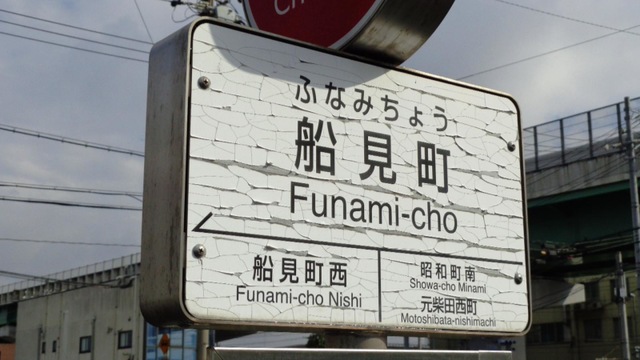 ふなみちょう
船見町
Funami-cho
船見町西
Funami-cho Nishi
昭和町南
Showa-cho Minami
元柴田西町
Motoshibata-nishimachi